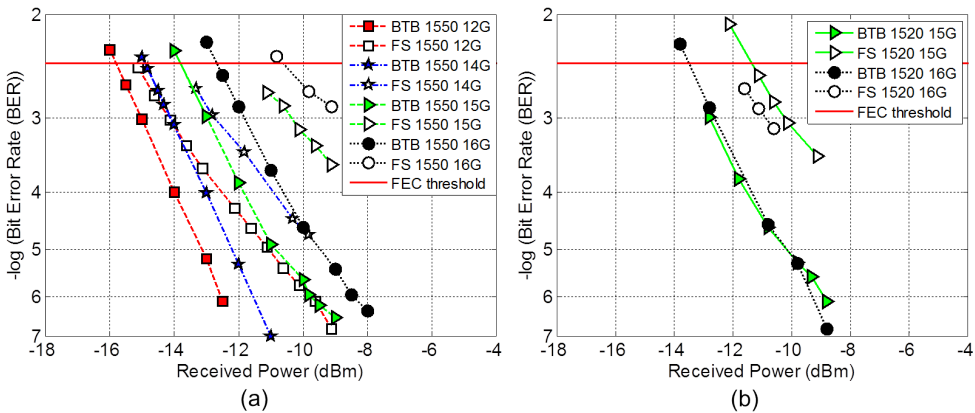 -log (Bit Error Rate (BER))
2
3
4
5
6
7
-18
-16
-14
-12
-10
-8
-6
-4
Received Power (dBm)
BTB 1550 12G
FS 1550 12G
BTB 1550 14G
FS 1550 14G
BTB 1550 15G
FS 1550 15G
BTB 1550 16G
FS 1550 16G
FEC threshold
(a)
-log (Bit Error Rate (BER))
2
3
4
5
6
7
-18
-16
-14
-12
-10
-8
-6
-4
Received Power (dBm)
BTB 1520 15G
FS 1520 15G
BTB 1520 16G
FS 1520 16G
FEC threshold
(b)